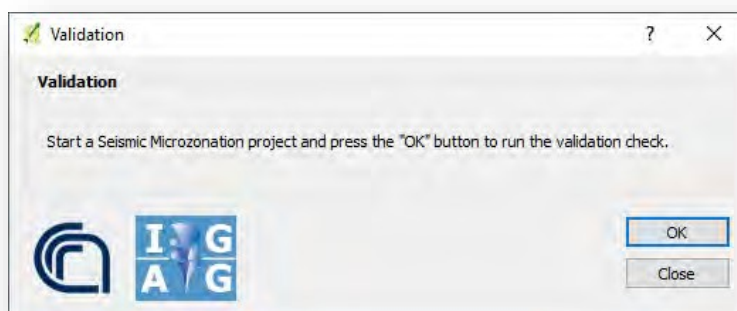 Validation
?
Validation
Start a Seismic Microzonation project and press the "OK" button to run the validation check.
I G
A G
OK
Close